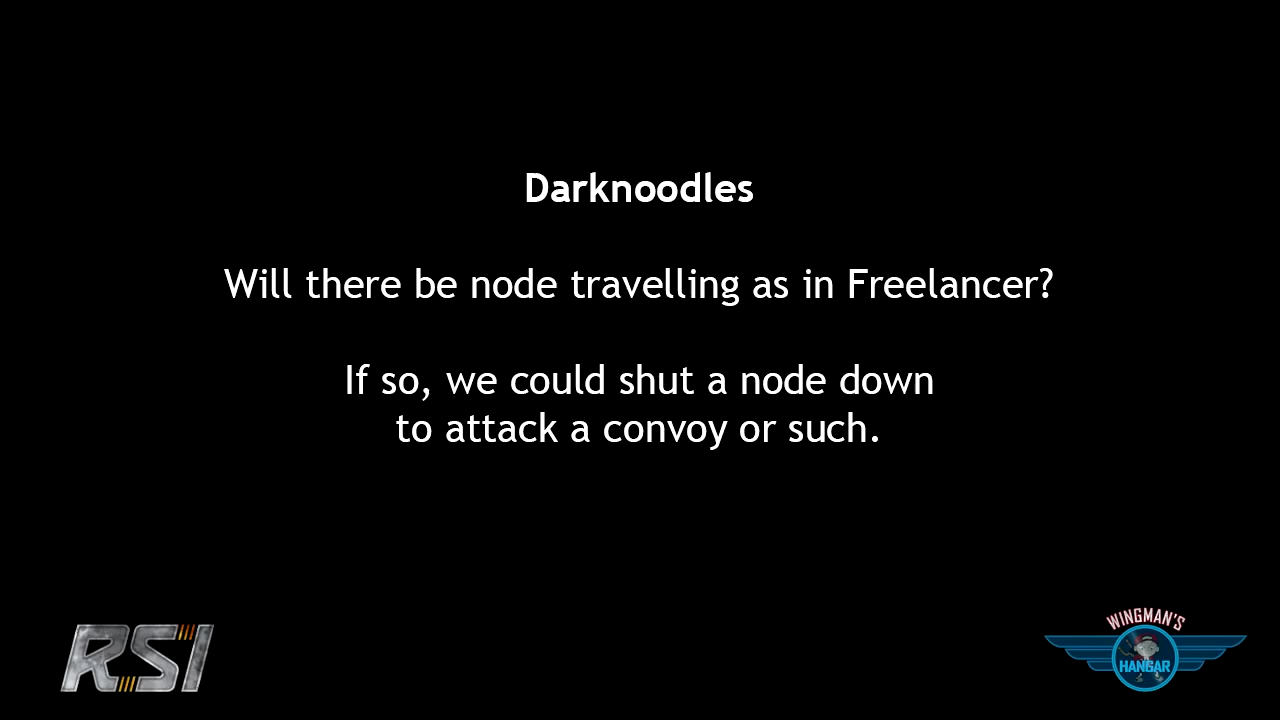 Darknoodles
Will there be node travelling as in Freelancer?
If so, we could shut a node down
to attack a convoy or such.
RSI
WINGMAN'S
HANGAR